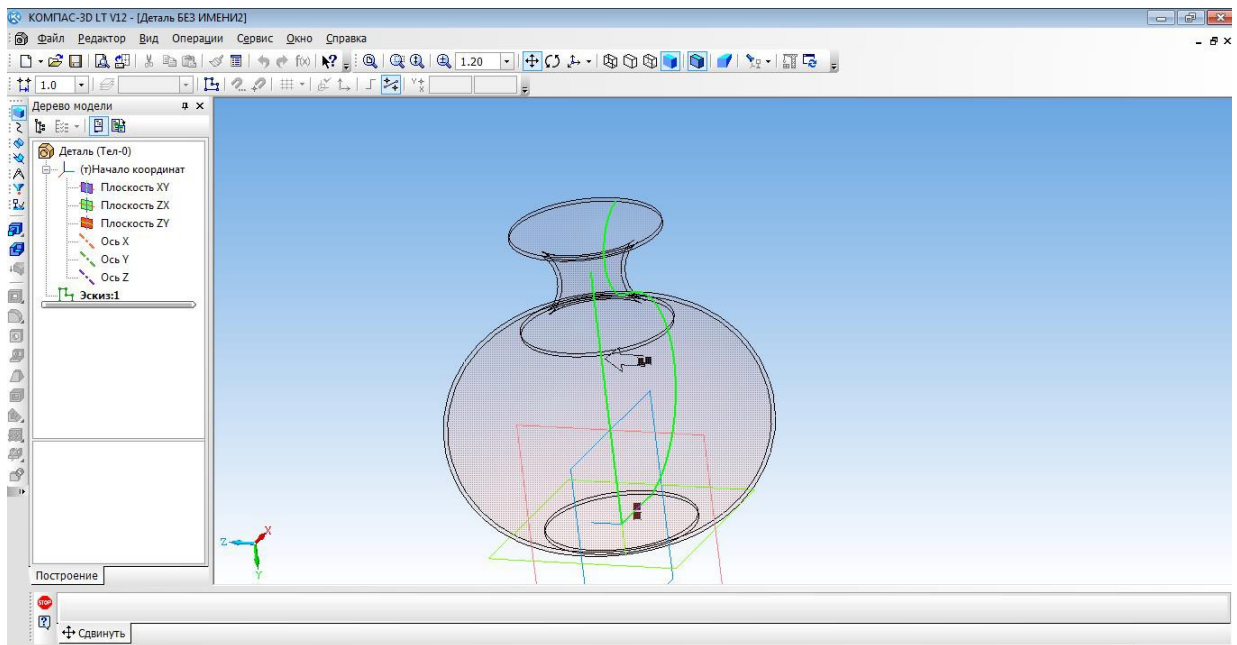 КОМПАС-3D LT V12 - [Деталь БЕЗ ИМЕНИ2]
Файл Редактор Вид Операции Сервис Окно Справка
1.20
1.0
Дерево модели
Деталь (Тел-0)
(т)Начало координат
Плоскость XY
Плоскость ZX
Плоскость ZY
Ось X
Ось Y
Ось Z
Эскиз:1
Z X
Y
Построение
STOP
Сдвинуть